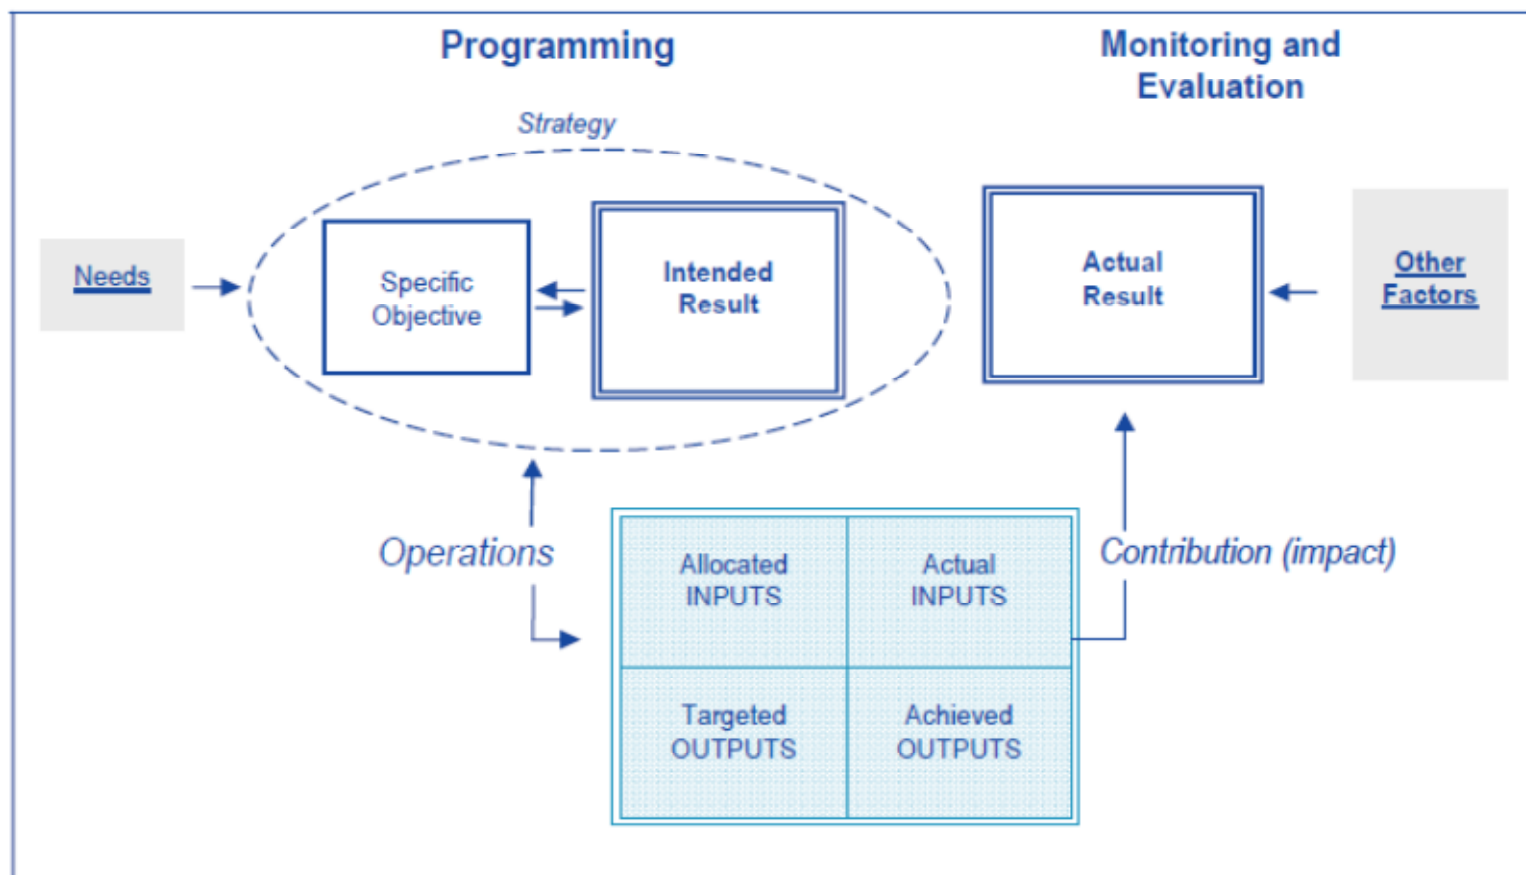 Programming
Monitoring and
Evaluation
Strategy
Needs
Specific
Objective
Intended
Result
Actual
Result
Other
Factors
Operations
Contribution (impact)
Allocated
INPUTS
Actual
INPUTS
Targeted
OUTPUTS
Achieved
OUTPUTS